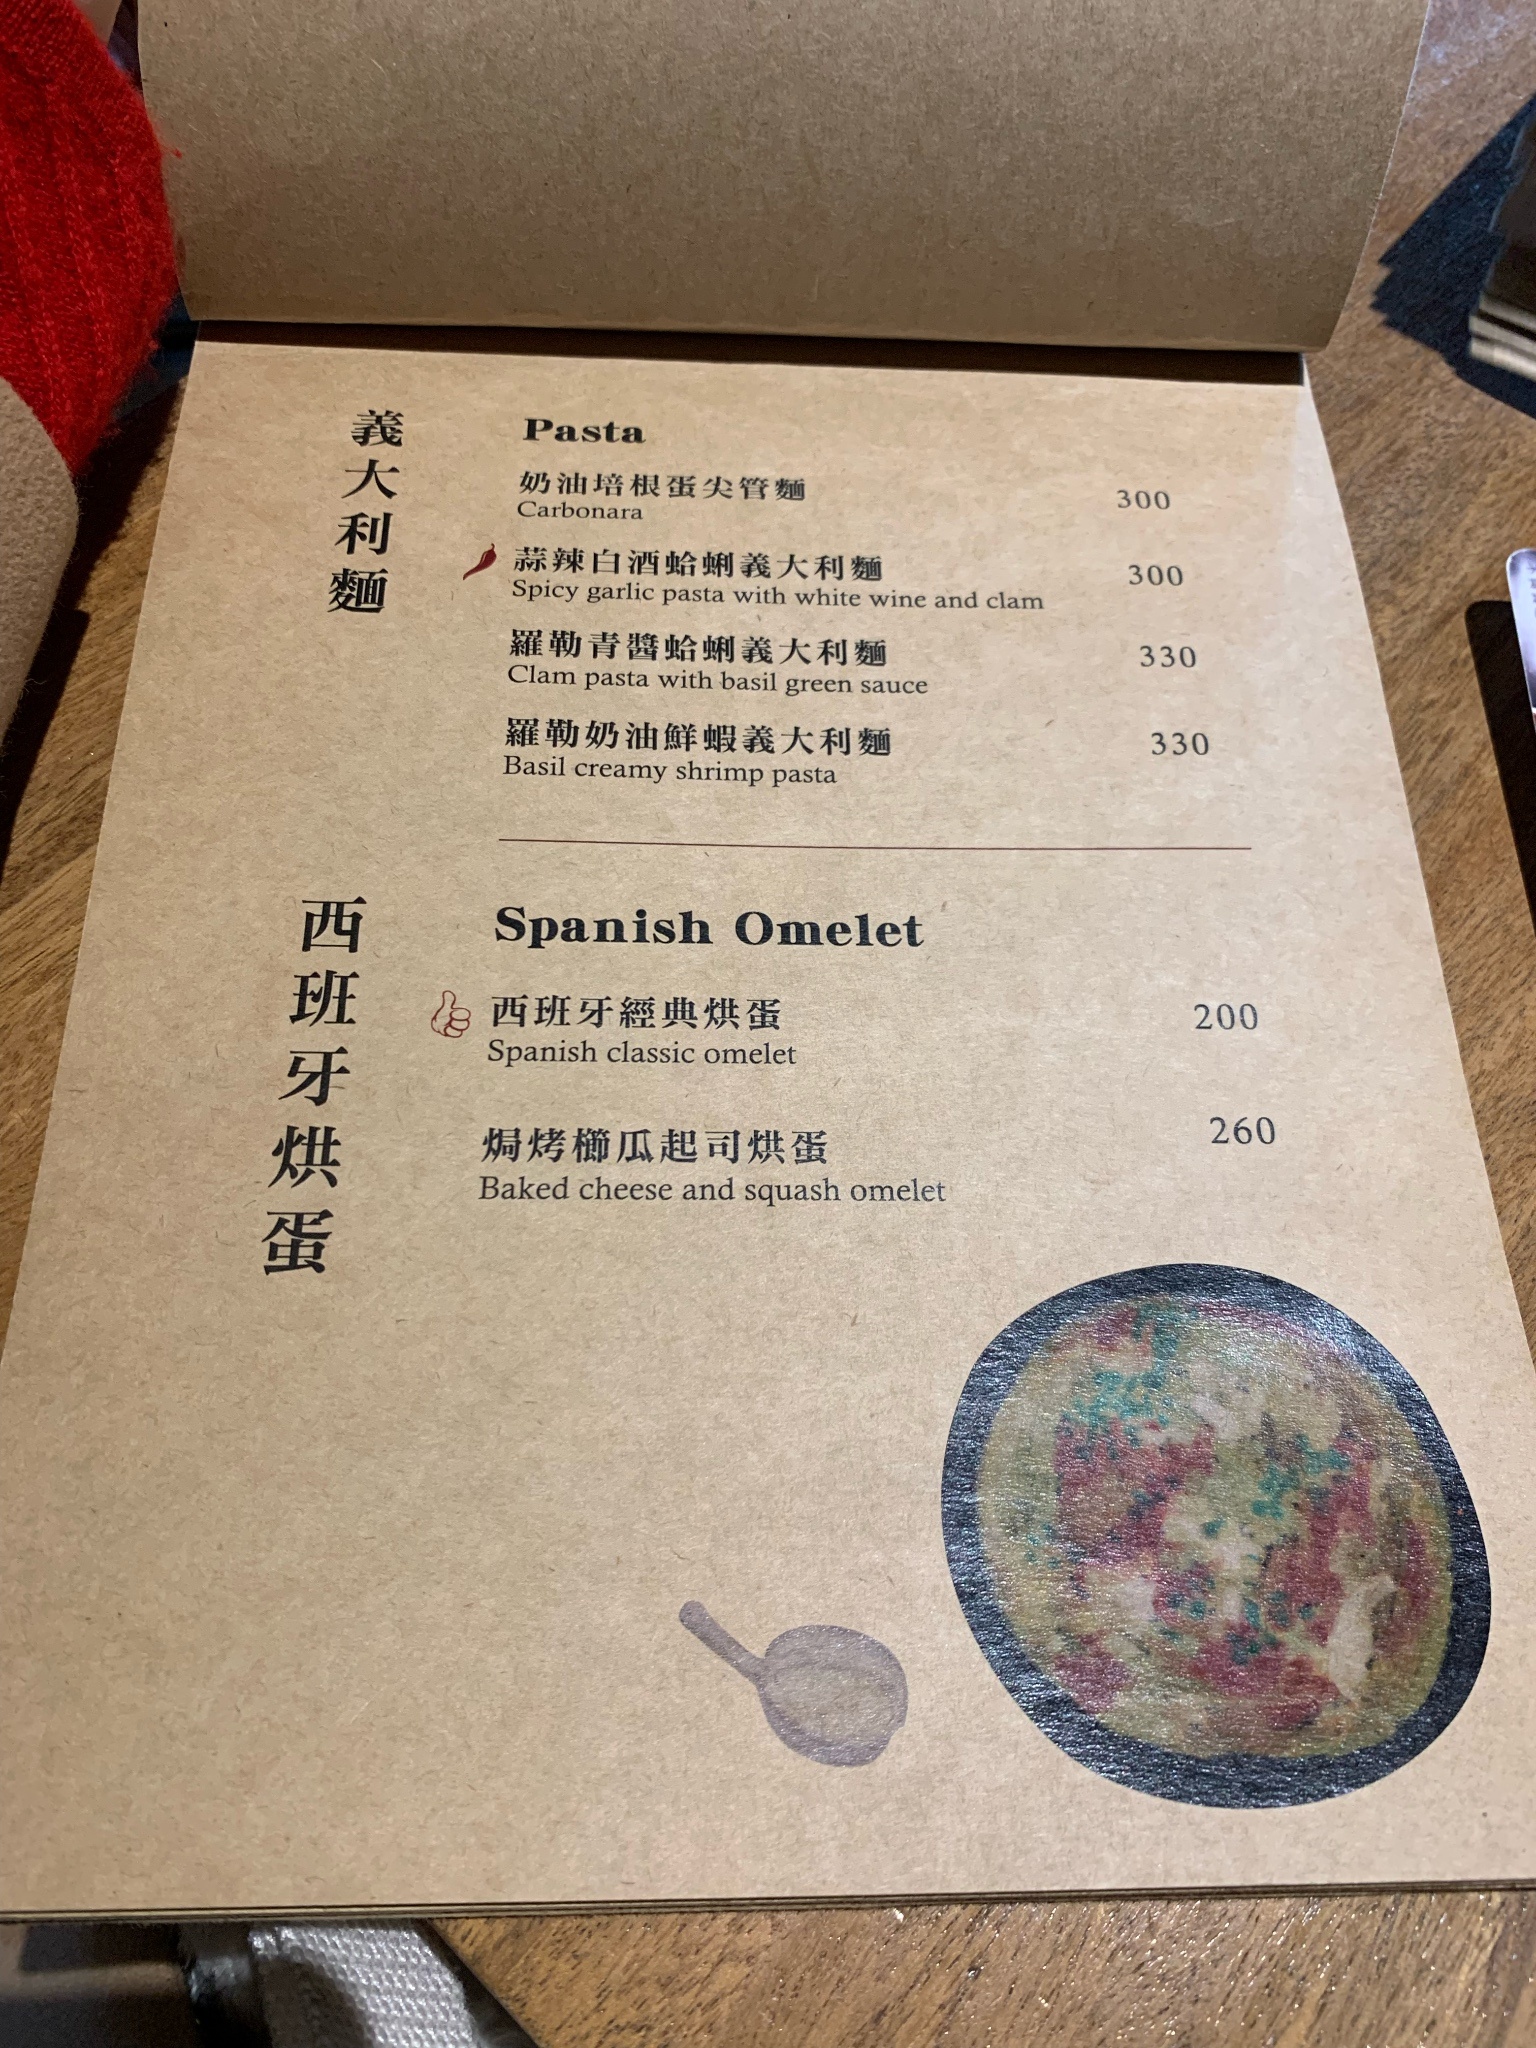 義大利麵
Pasta
奶油培根蛋尖管麵 300
Carbonara
蒜辣白酒蛤蜊義大利麵 300
Spicy garlic pasta with white wine and clam
羅勒青醬蛤蜊義大利麵 330
Clam pasta with basil green sauce
羅勒奶油鮮蝦義大利麵 330
Basil creamy shrimp pasta
西班牙烘蛋
Spanish Omelet
西班牙經典烘蛋 200
Spanish classic omelet
焗烤櫛瓜起司烘蛋 260
Baked cheese and squash omelet